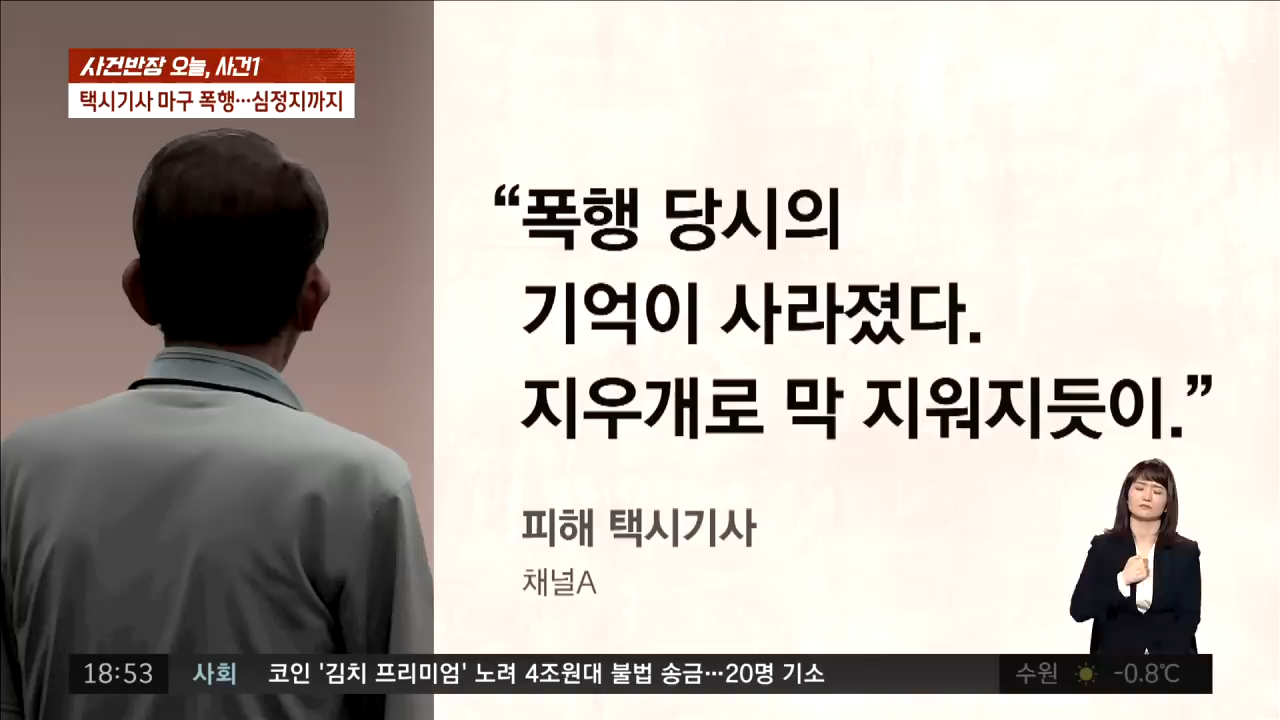 사건반장 오늘, 사건1
택시기사 마구 폭행…심정지까지
“폭행 당시의
기억이 사라졌다.
지우개로 막 지워지듯이.”
피해 택시기사
채널A
18:53 사회 코인 '김치 프리미엄' 노려 4조원대 불법 송금…20명 기소 수원 -0.8℃